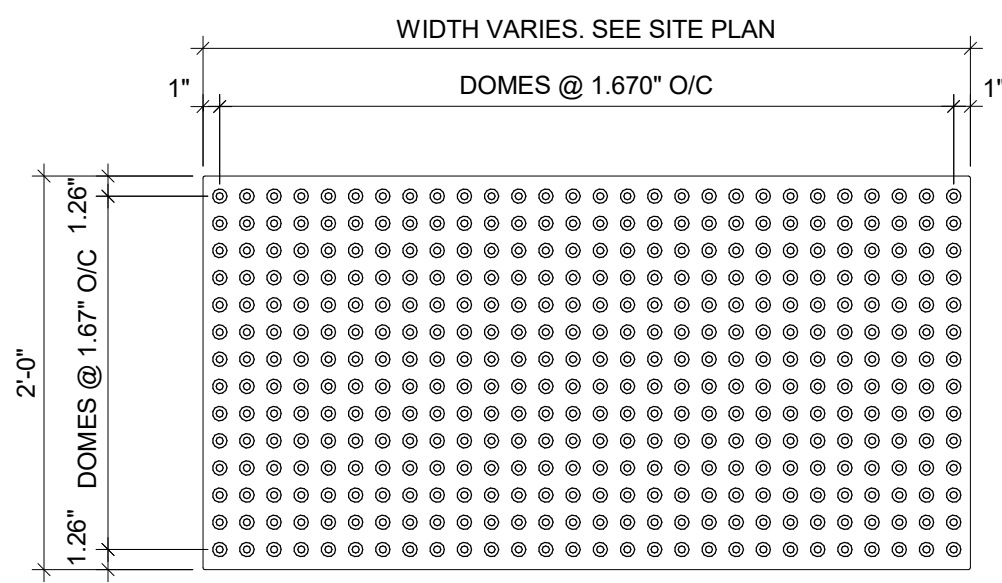 WIDTH VARIES. SEE SITE PLAN
1"
DOMES @ 1.670" O/C
1"
2'-0"
1.26"
DOMES @ 1.67" O/C
1.26"